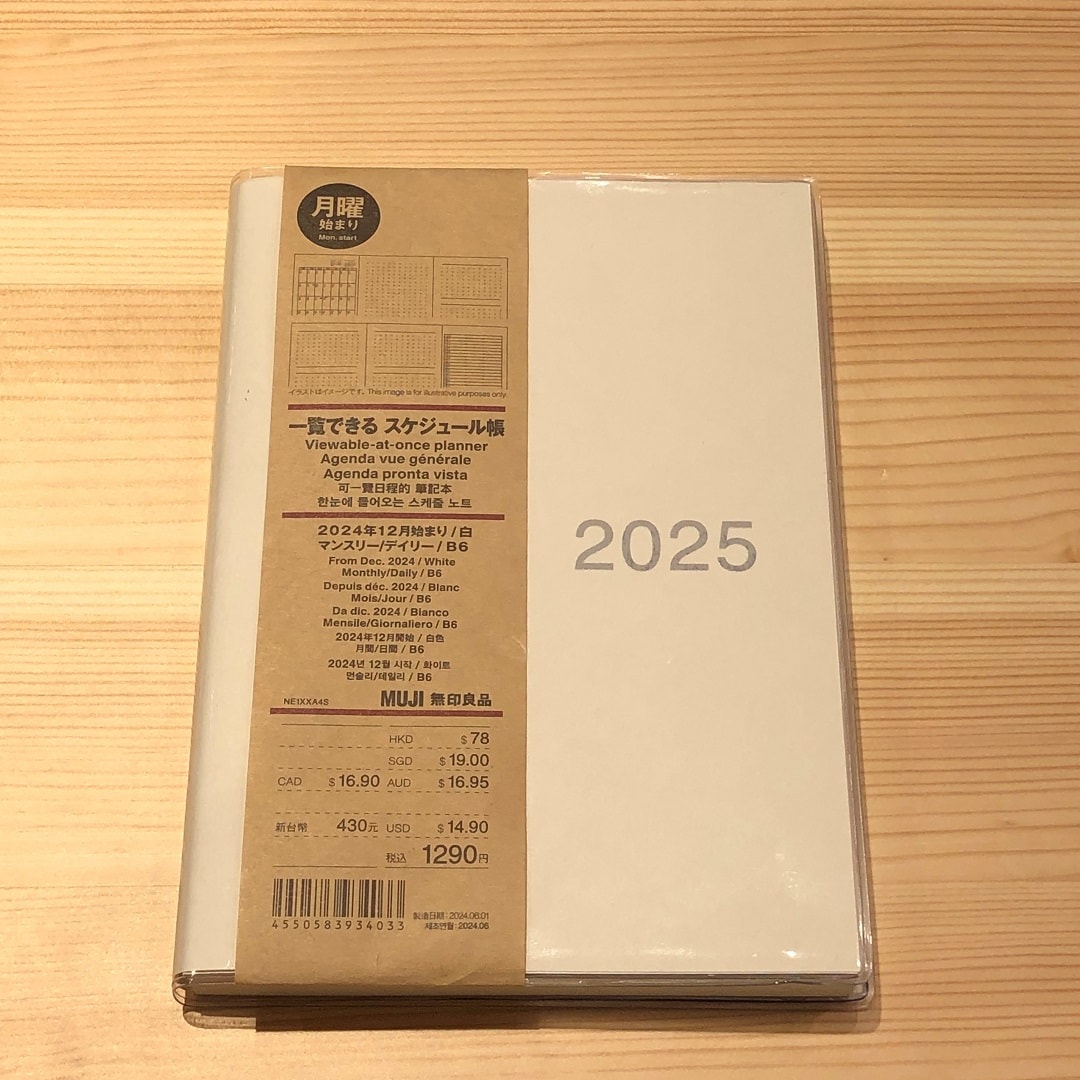 月曜
始まり
Mon. start
イラストはイメージです。This image is for illustrative purposes only
一覧できる スケジュール帳
Viewable-at-once planner
Agenda vue générale
Agenda pronta vista
可一覽日程的 筆記本
한눈에 들어오는 스케줄 노트
2024年12月始まり / 白
マンスリー/デイリー / B6
From Dec. 2024 / White
Monthly/Daily / B6
Depuis déc. 2024 / Blanc
Mois/Jour / B6
Da dic. 2024 / Bianco
Mensile/Giornaliero / B6
2024年12月開始 / 白色
月間/日間 / B6
2024년 12월 시작 / 화이트
먼슬리/데일리 / B6
NE1XXA4S MUJI 無印良品
HKD $ 78
SGD $ 19.00
CAD $ 16.90 AUD $ 16.95
新台幣 430元 USD $ 14.90
税込 1290円
4550583934033
製造日期 : 2024.06.01
제조연월 : 2024.06
2025